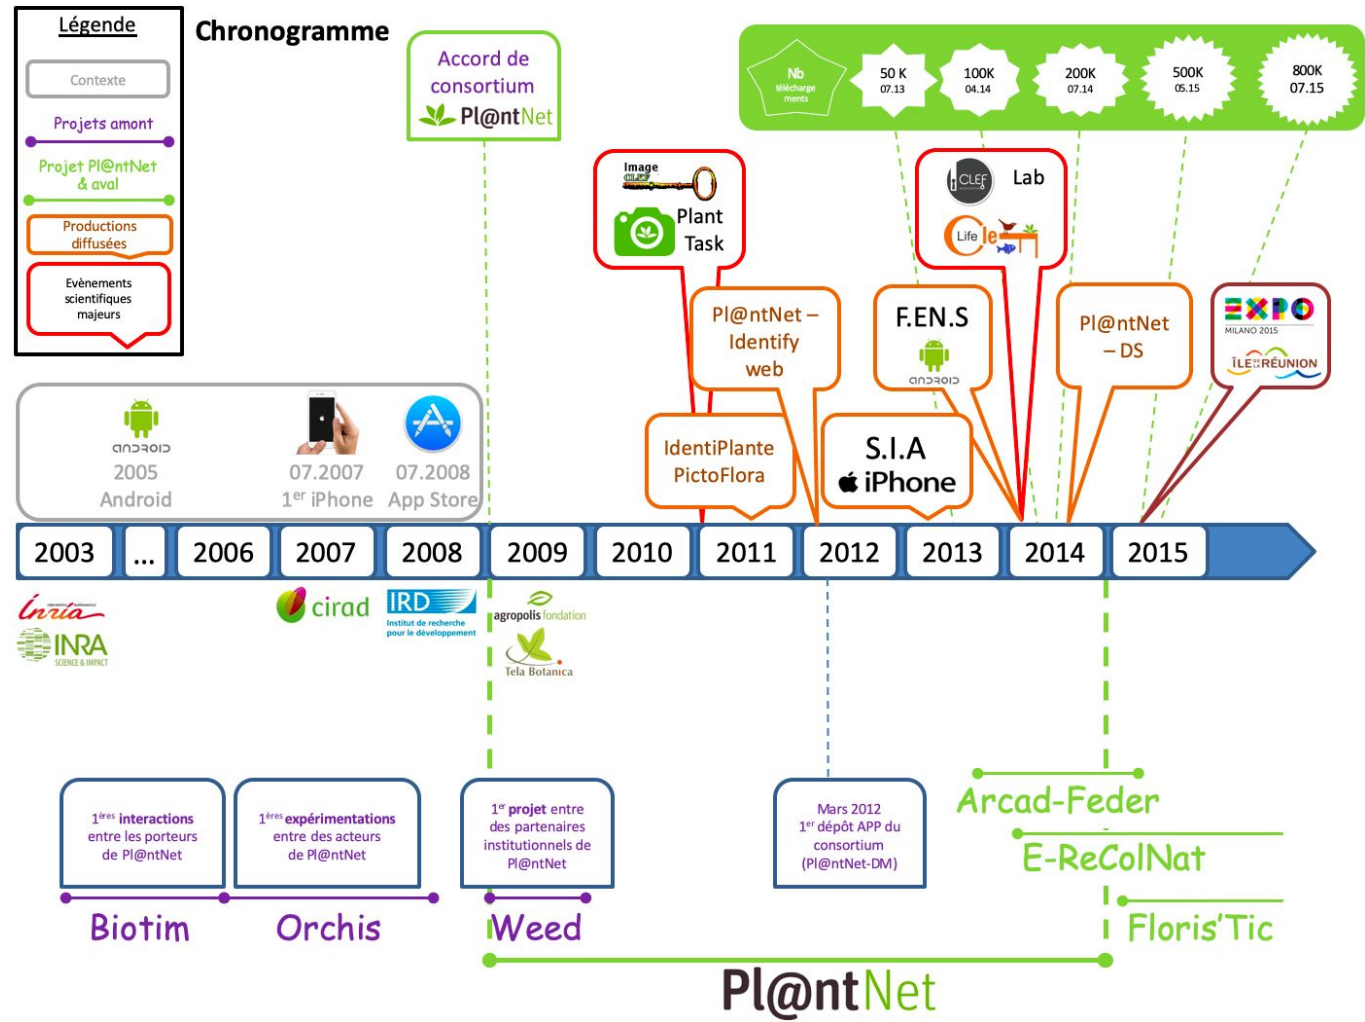 Légende
Contexte
Projets amont
Projet Pl@ntNet
& aval
Productions
diffusées
Evènements
scientifiques
majeurs
Chronogramme
Accord de
consortium
Pl@ntNet
Nb
télécharge
ments
50 K
07.13
100K
04.14
200K
07.14
500K
05.15
800K
07.15
Image
CLEF
Plant
Task
CLEF
Lab
Life
Cle
Pl@ntNet –
Identify
web
F.EN.S
ANDROID
Pl@ntNet
– DS
EXPO
MILANO 2015
ÎLE DE LA RÉUNION
IdentiPlante
PictoFlora
S.I.A
iPhone
ANDROID
2005
Android
07.2007
1er iPhone
07.2008
App Store
2003
...
2006
2007
2008
2009
2010
2011
2012
2013
2014
2015
Inria
INRA
SCIENCE & IMPACT
cirad
IRD
Institut de recherche
pour le développement
agropolis fondation
Tela Botanica
1ères interactions
entre les porteurs
de Pl@ntNet
1ères expérimentations
entre des acteurs
de Pl@ntNet
1er projet entre
des partenaires
institutionnels de
Pl@ntNet
Mars 2012
1er dépôt APP du
consortium
(Pl@ntNet-DM)
Arcad-Feder
E-ReColNat
Floris'Tic
Biotim
Orchis
Weed
Pl@ntNet